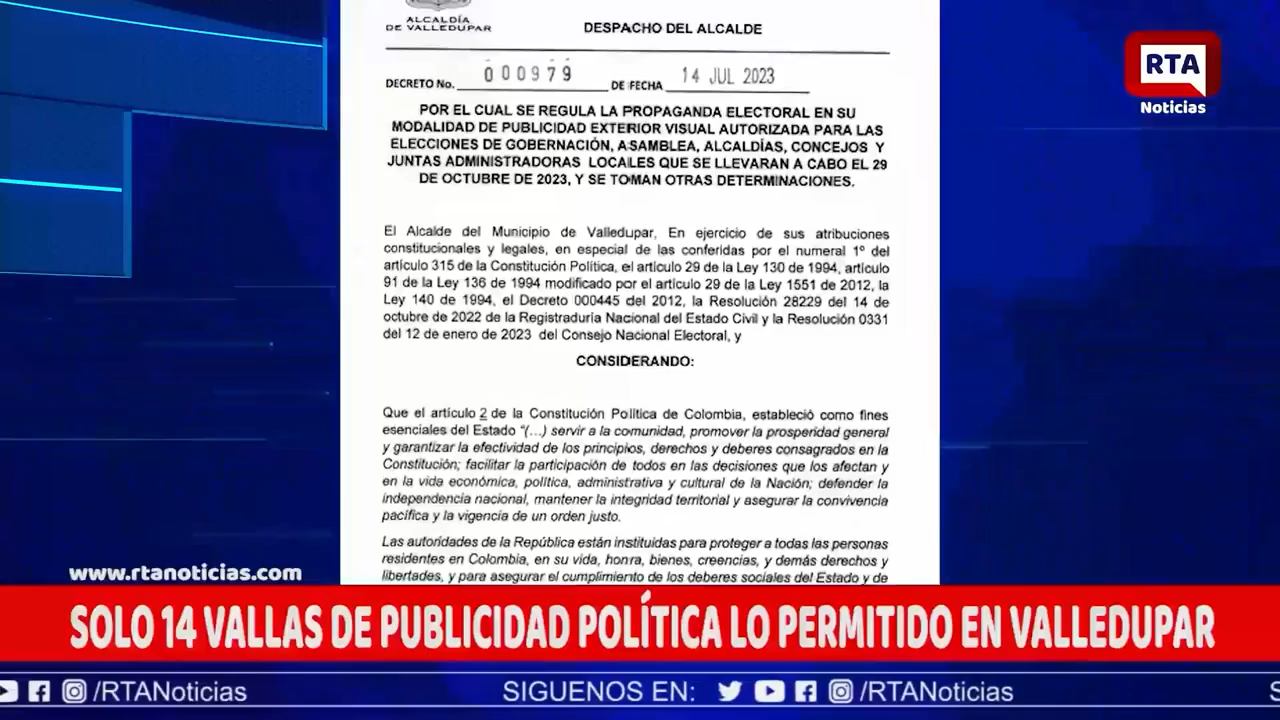 ALCALDÍA
DE VALLEDUPAR
DESPACHO DEL ALCALDE
DECRETO No. 000979 DE FECHA 14 JUL 2023
POR EL CUAL SE REGULA LA PROPAGANDA ELECTORAL EN SU
MODALIDAD DE PUBLICIDAD EXTERIOR VISUAL AUTORIZADA PARA LAS
ELECCIONES DE GOBERNACIÓN, ASAMBLEA, ALCALDÍAS, CONCEJOS Y
JUNTAS ADMINISTRADORAS LOCALES QUE SE LLEVARAN A CABO EL 29
DE OCTUBRE DE 2023, Y SE TOMAN OTRAS DETERMINACIONES.
El Alcalde del Municipio de Valledupar, En ejercicio de sus atribuciones
constitucionales y legales, en especial de las conferidas por el numeral 1º del
artículo 315 de la Constitución Política, el artículo 29 de la Ley 130 de 1994, artículo
91 de la Ley 136 de 1994 modificado por el artículo 29 de la Ley 1551 de 2012, la
Ley 140 de 1994, el Decreto 000445 del 2012, la Resolución 28229 del 14 de
octubre de 2022 de la Registraduría Nacional del Estado Civil y la Resolución 0331
del 12 de enero de 2023 del Consejo Nacional Electoral, y
CONSIDERANDO:
Que el artículo 2 de la Constitución Política de Colombia, estableció como fines
esenciales del Estado "(...) servir a la comunidad, promover la prosperidad general
y garantizar la efectividad de los principios, derechos y deberes consagrados en la
Constitución; facilitar la participación de todos en las decisiones que los afectan y
en la vida económica, política, administrativa y cultural de la Nación; defender la
independencia nacional, mantener la integridad territorial y asegurar la convivencia
pacífica y la vigencia de un orden justo.
Las autoridades de la República están instituidas para proteger a todas las personas
residentes en Colombia, en su vida, honra, bienes, creencias, y demás derechos y
libertades, y para asegurar el cumplimiento de los deberes sociales del Estado y de
RTA
Noticias
www.rtanoticias.com
SOLO 14 VALLAS DE PUBLICIDAD POLÍTICA LO PERMITIDO EN VALLEDUPAR
/RTANoticias SIGUENOS EN: /RTANoticias S